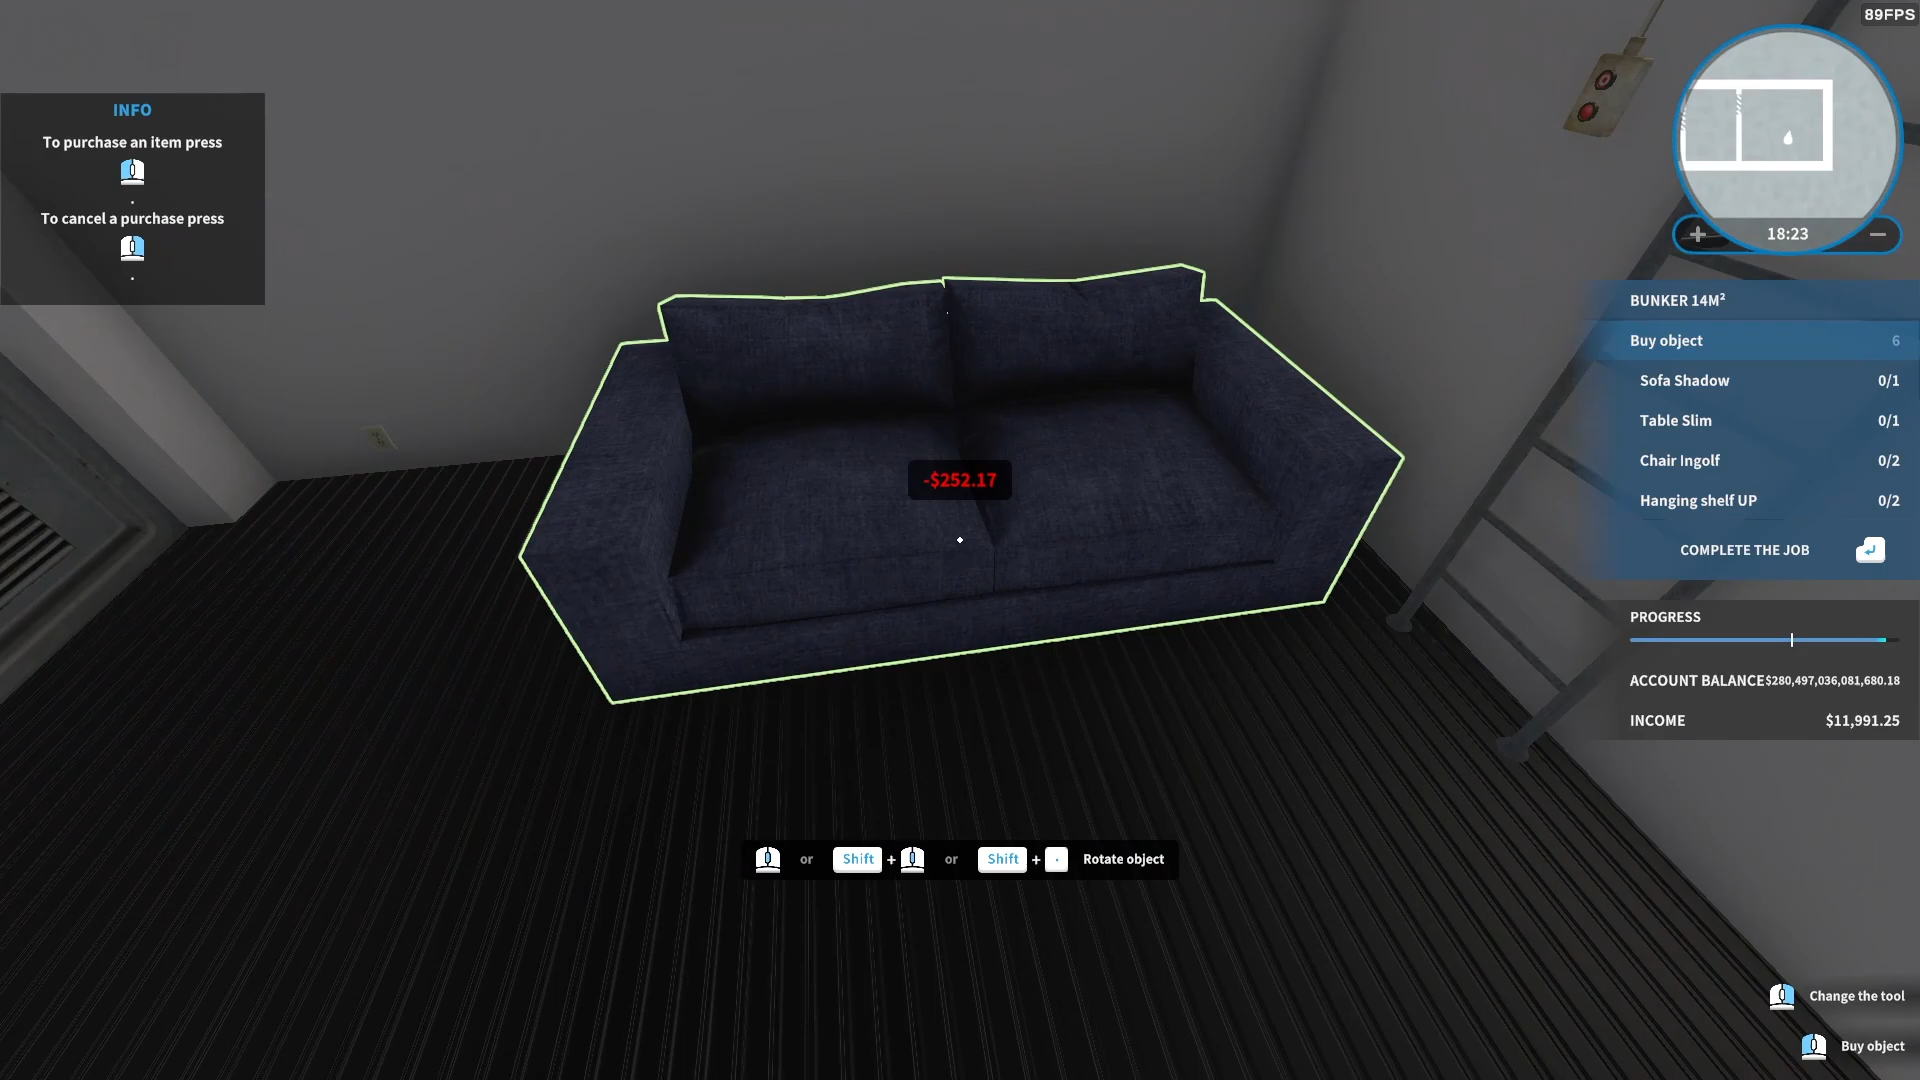 89FPS
INFO
To purchase an item press
.
To cancel a purchase press
.
18:23
BUNKER 14M²
Buy object 6
Sofa Shadow 0/1
Table Slim 0/1
Chair Ingolf 0/2
Hanging shelf UP 0/2
COMPLETE THE JOB
-$252.17
PROGRESS
ACCOUNT BALANCE $280,497,036,081,680.18
INCOME $11,991.25
or Shift + or Shift + . Rotate object
Change the tool
Buy object